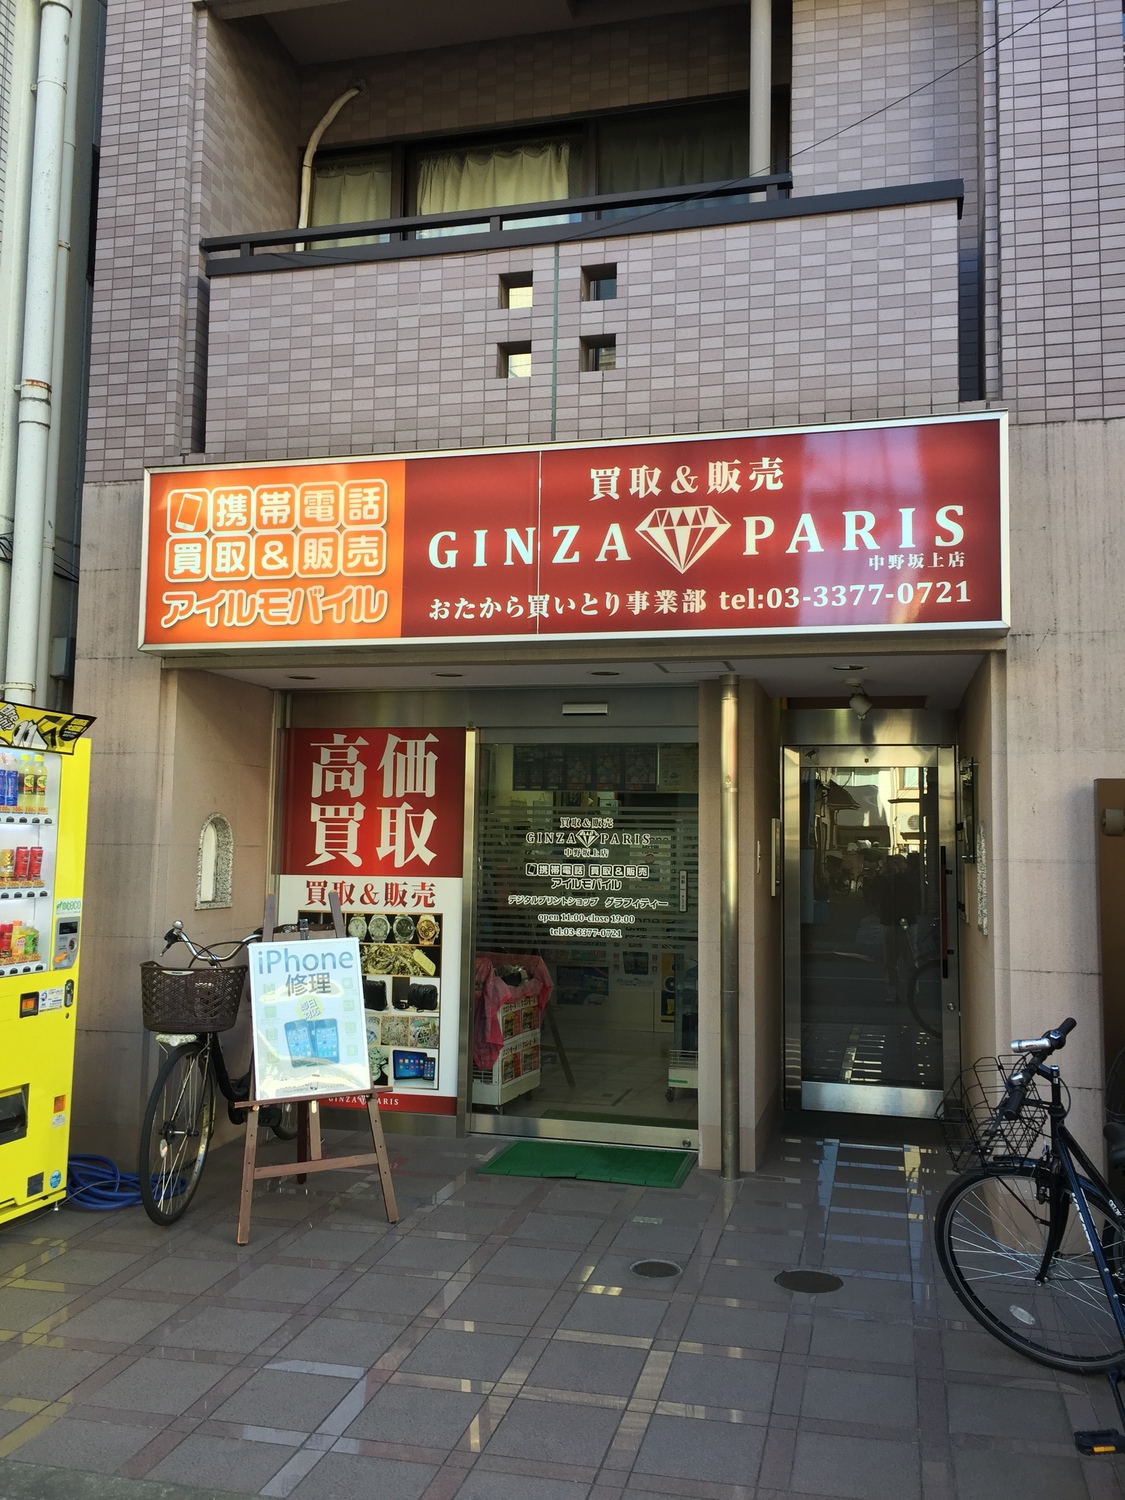 携帯電話
買取&販売
アイルモバイル
買取&販売
GINZA PARIS
中野坂上店
おたから買いとり事業部 tel:03-3377-0721
高価
買取
買取&販売
GINZA PARIS
iPhone
修理
即日
対応
買取&販売
GINZA PARIS
中野坂上店
携帯電話 買取&販売
アイルモバイル
デジタルプリントショップ グラフィティー
open 11:00-close 19:00
tel:03-3377-0721